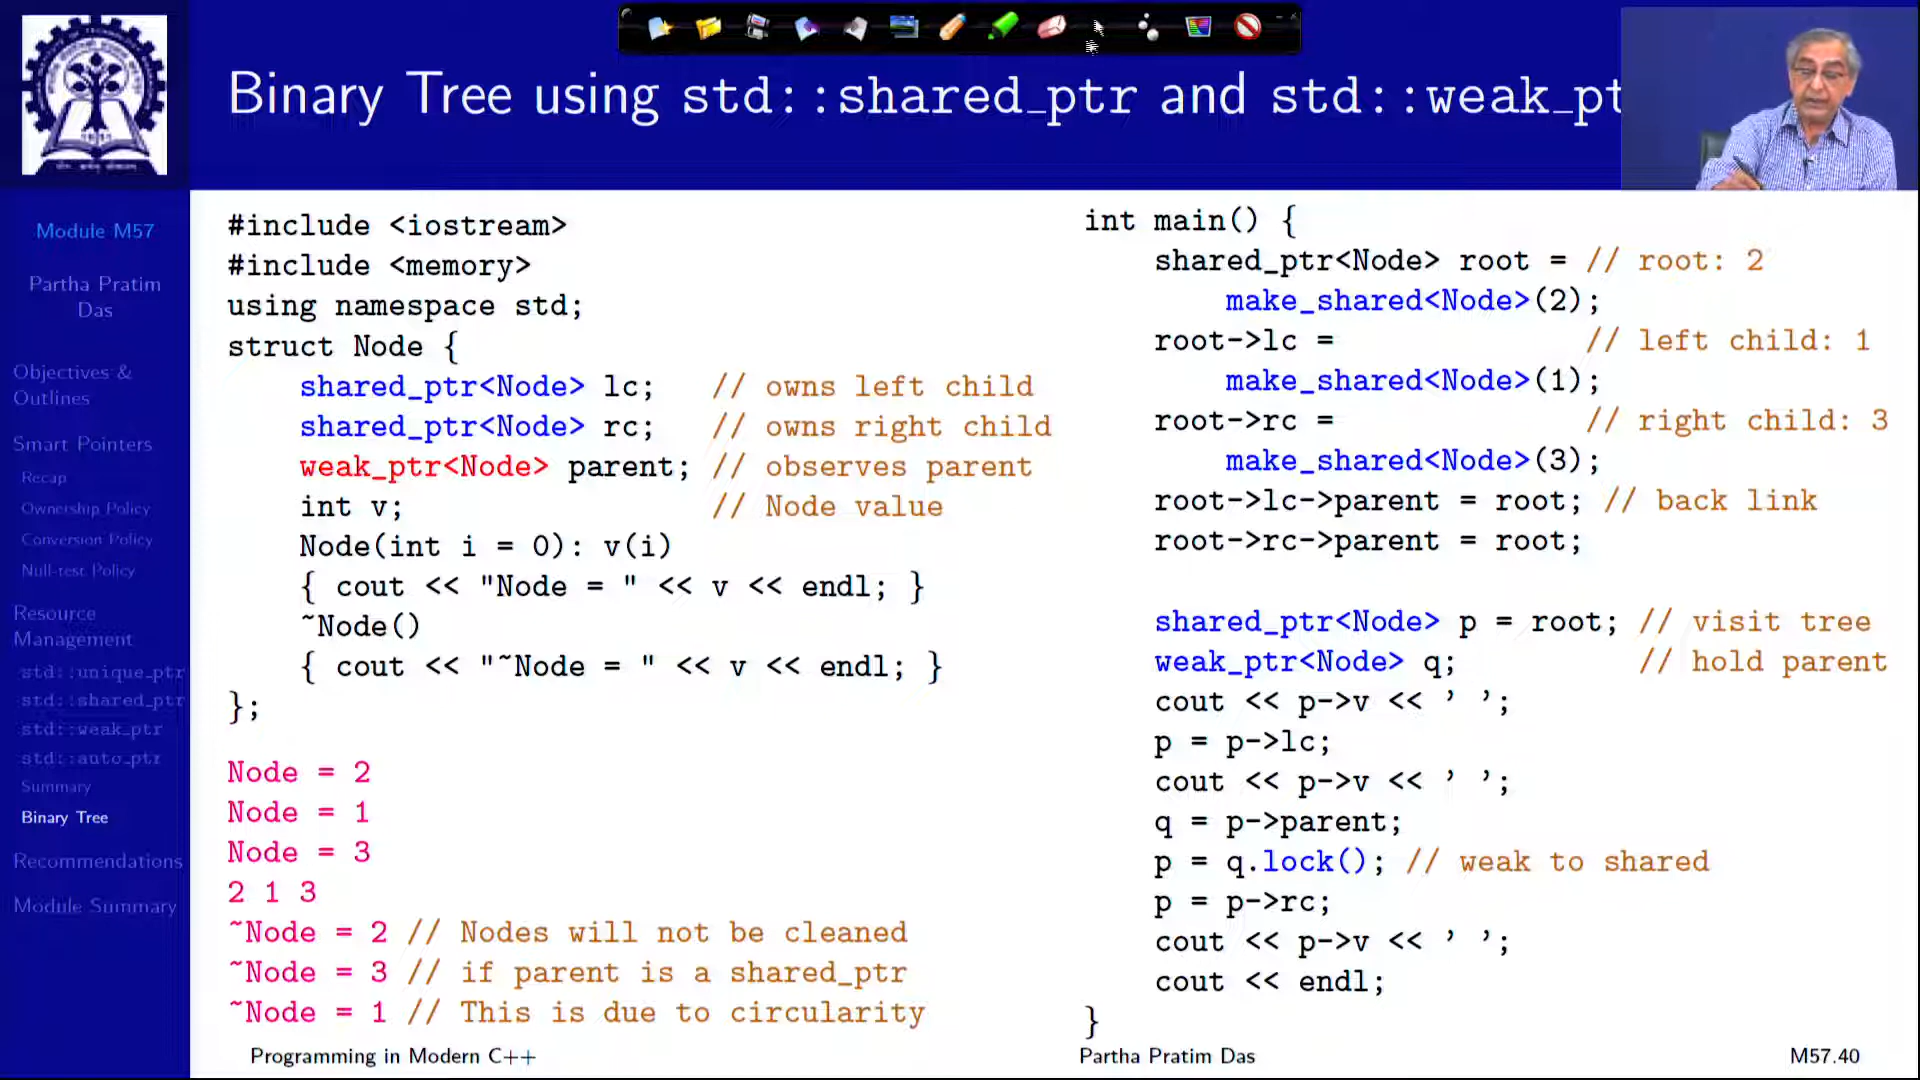 Binary Tree using std::shared_ptr and std::weak_pt
Module M57
Partha Pratim
Das
Objectives &
Outlines
Smart Pointers
Recap
Ownership Policy
Conversion Policy
Null-test Policy
Resource
Management
std::unique_ptr
std::shared_ptr
std::weak_ptr
std::auto_ptr
Summary
Binary Tree
Recommendations
Module Summary
#include <iostream>
#include <memory>
using namespace std;
struct Node {
    shared_ptr<Node> lc;   // owns left child
    shared_ptr<Node> rc;   // owns right child
    weak_ptr<Node> parent; // observes parent
    int v;                 // Node value
    Node(int i = 0): v(i)
    { cout << "Node = " << v << endl; }
    ~Node()
    { cout << "~Node = " << v << endl; }
};
Node = 2
Node = 1
Node = 3
2 1 3
~Node = 2 // Nodes will not be cleaned
~Node = 3 // if parent is a shared_ptr
~Node = 1 // This is due to circularity
int main() {
    shared_ptr<Node> root = // root: 2
        make_shared<Node>(2);
    root->lc =              // left child: 1
        make_shared<Node>(1);
    root->rc =              // right child: 3
        make_shared<Node>(3);
    root->lc->parent = root; // back link
    root->rc->parent = root;
    shared_ptr<Node> p = root; // visit tree
    weak_ptr<Node> q;          // hold parent
    cout << p->v << ' ';
    p = p->lc;
    cout << p->v << ' ';
    q = p->parent;
    p = q.lock(); // weak to shared
    p = p->rc;
    cout << p->v << ' ';
    cout << endl;
}
Programming in Modern C++
Partha Pratim Das
M57.40